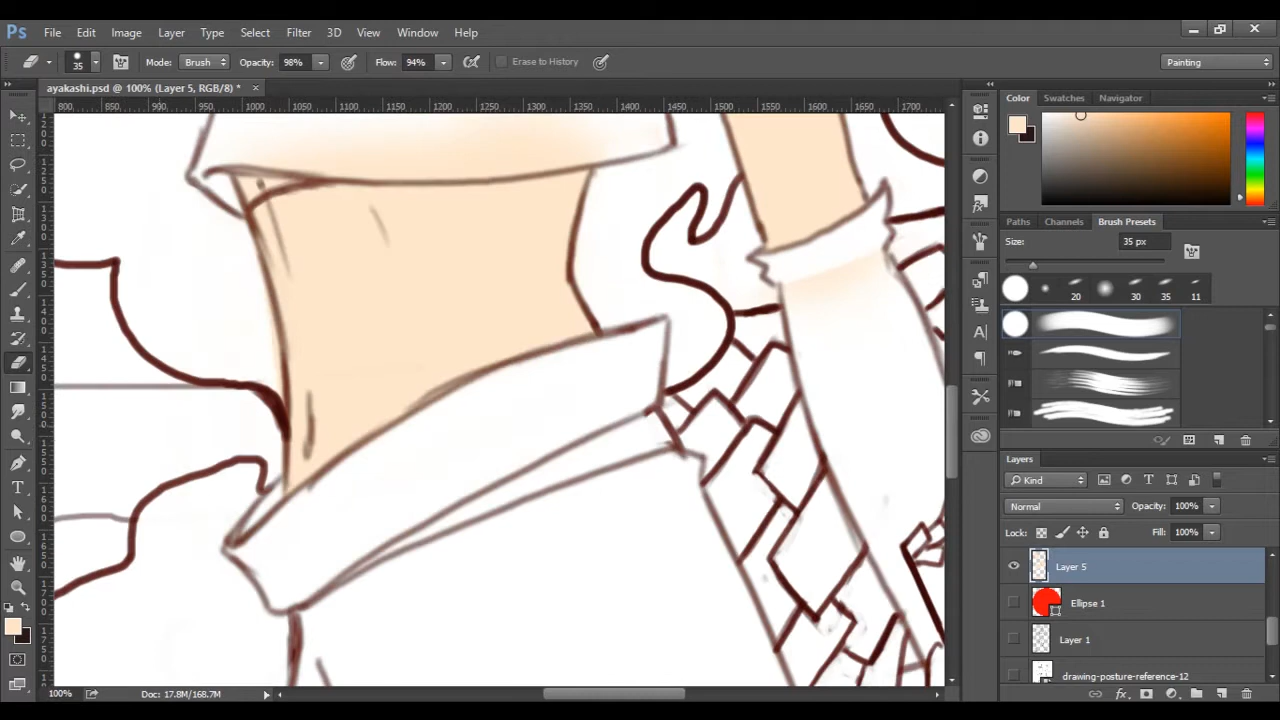 Ps File Edit Image Layer Type Select Filter 3D View Window Help
35 Mode: Brush Opacity: 98% Flow: 94% Erase to History Painting
ayakashi.psd @ 100% (Layer 5, RGB/8) * ×
800 850 900 950 1000 1050 1100 1150 1200 1250 1300 1350 1400 1450 1500 1550 1600 1650 1700
Color Swatches Navigator
Paths Channels Brush Presets
Size: 35 px
20 30 35 11
Layers
Kind
Normal Opacity: 100%
Lock: Fill: 100%
Layer 5
Ellipse 1
Layer 1
drawing-posture-reference-12
100% Doc: 17.8M/168.7M